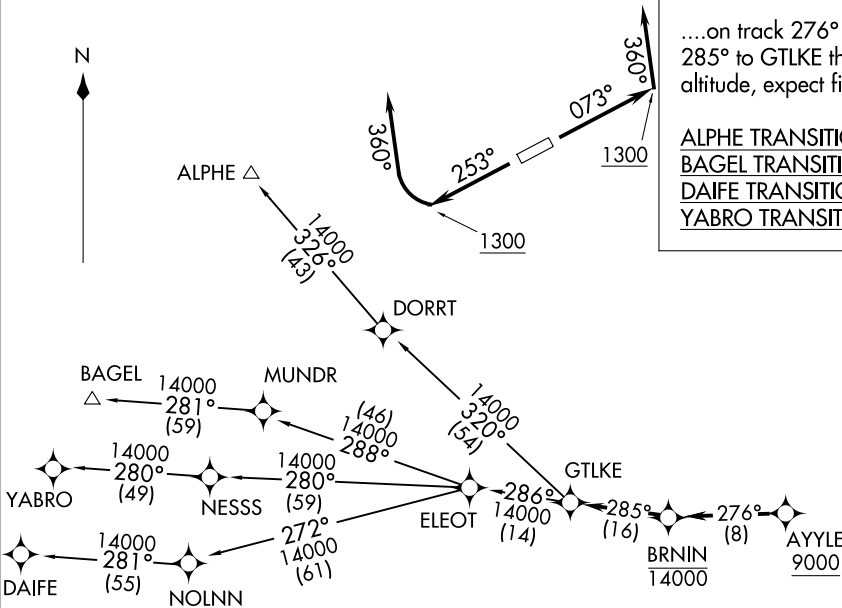 N
360°
253°
1300
073°
360°
1300
....on track 276°
285° to GTLKE th
altitude, expect fi
ALPHE TRANSITIO
BAGEL TRANSITI
DAIFE TRANSITIO
YABRO TRANSIT
ALPHE
14000
326°
(43)
DORRT
14000
320°
(54)
BAGEL
14000
281°
(59)
MUNDR
(46)
14000
288°
YABRO
14000
280°
(49)
NESSS
14000
280°
(59)
ELEOT
286°
14000
(14)
GTLKE
285°
(16)
BRNIN
14000
276°
(8)
AYYLE
9000
DAIFE
14000
281°
(55)
NOLNN
272°
14000
(61)